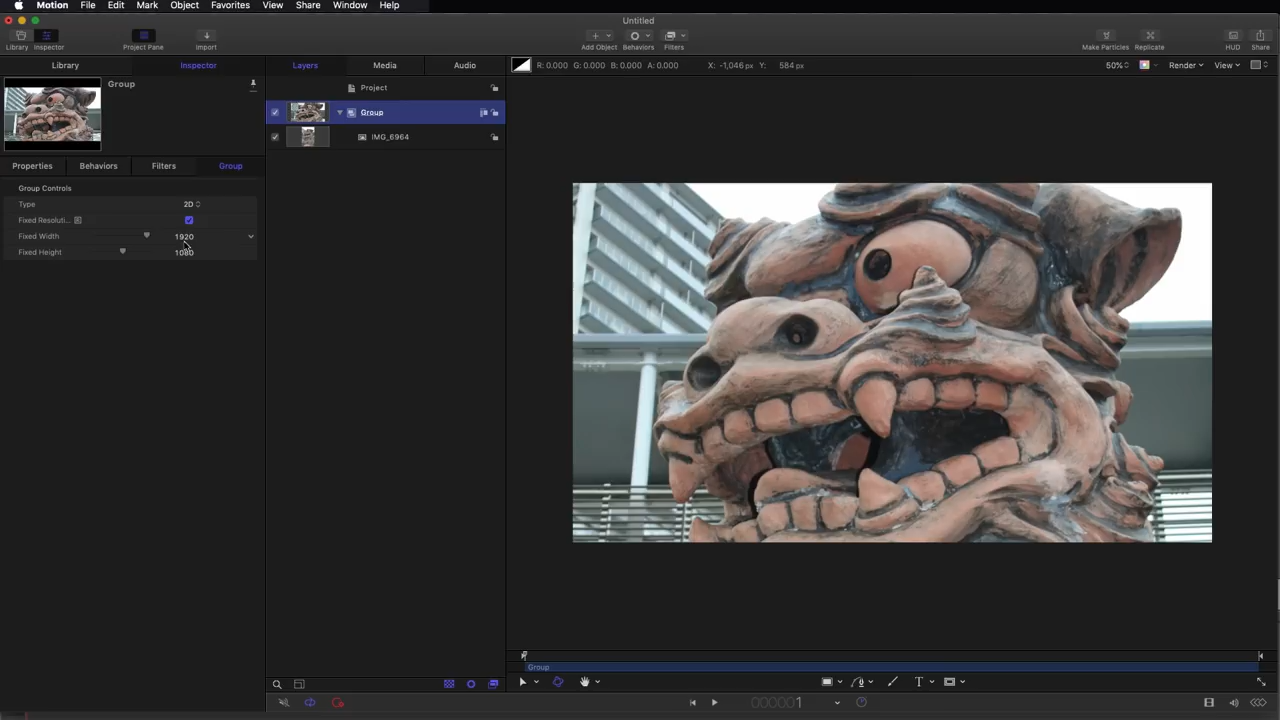 Motion File Edit Mark Object Favorites View Share Window Help
Untitled
Library Inspector Project Pane Import Add Object Behaviors Filters Make Particles Replicate HUD Share
Library Inspector Layers Media Audio R: 0.000 G: 0.000 B: 0.000 A: 0.000 X: -1,046 px Y: 584 px 50% Render View
Group
Project
Group
IMG_6964
Properties Behaviors Filters Group
Group Controls
Type 2D
Fixed Resoluti...
Fixed Width 1920
Fixed Height 1080
Group
T
000001